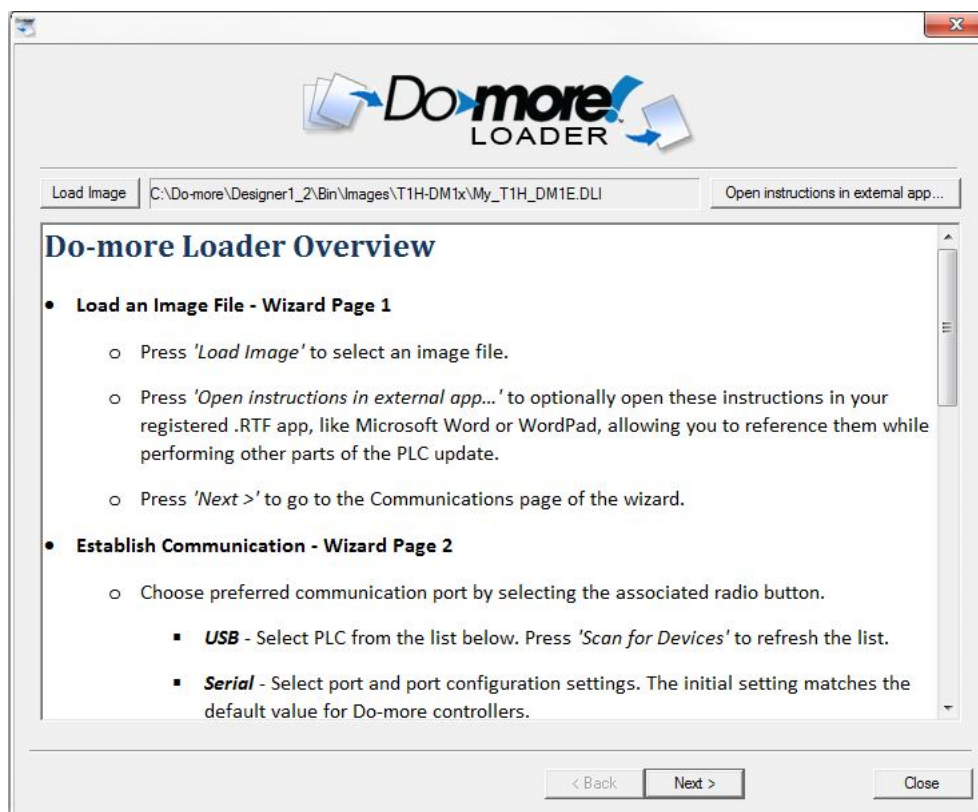 X
Do-more!™
LOADER
Load Image C:\Do-more\Designer1_2\Bin\Images\T1H-DM1x\My_T1H_DM1E.DLI Open instructions in external app...
Do-more Loader Overview
• Load an Image File - Wizard Page 1
o Press 'Load Image' to select an image file.
o Press 'Open instructions in external app...' to optionally open these instructions in your
registered .RTF app, like Microsoft Word or WordPad, allowing you to reference them while
performing other parts of the PLC update.
o Press 'Next >' to go to the Communications page of the wizard.
• Establish Communication - Wizard Page 2
o Choose preferred communication port by selecting the associated radio button.
▪ USB - Select PLC from the list below. Press 'Scan for Devices' to refresh the list.
▪ Serial - Select port and port configuration settings. The initial setting matches the
default value for Do-more controllers.
< Back Next > Close